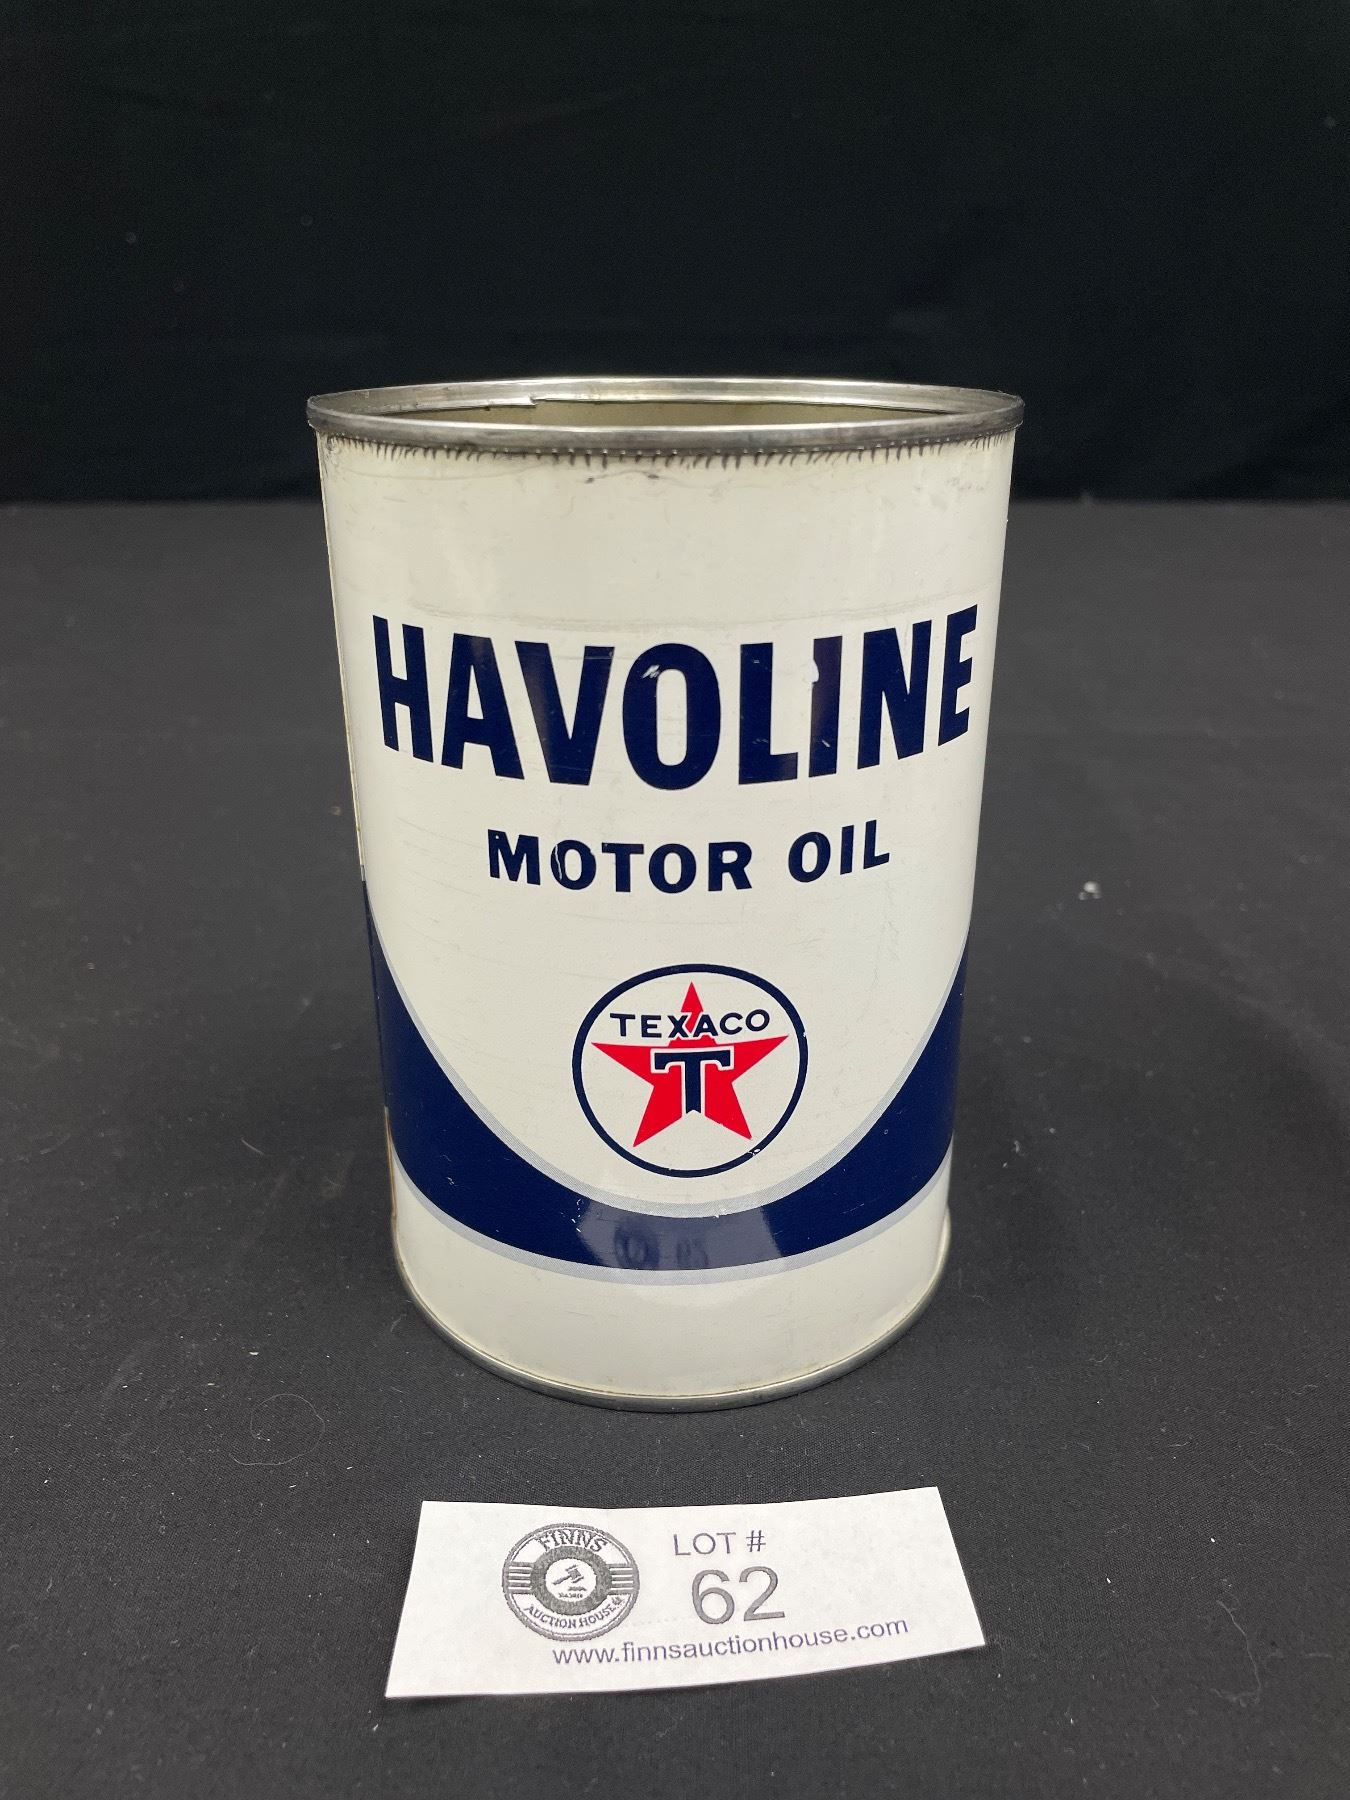 HAVOLINE
MOTOR OIL
TEXACO
T
FINNS
AUCTION HOUSE
LOT #
62
www.finnsauctionhouse.com